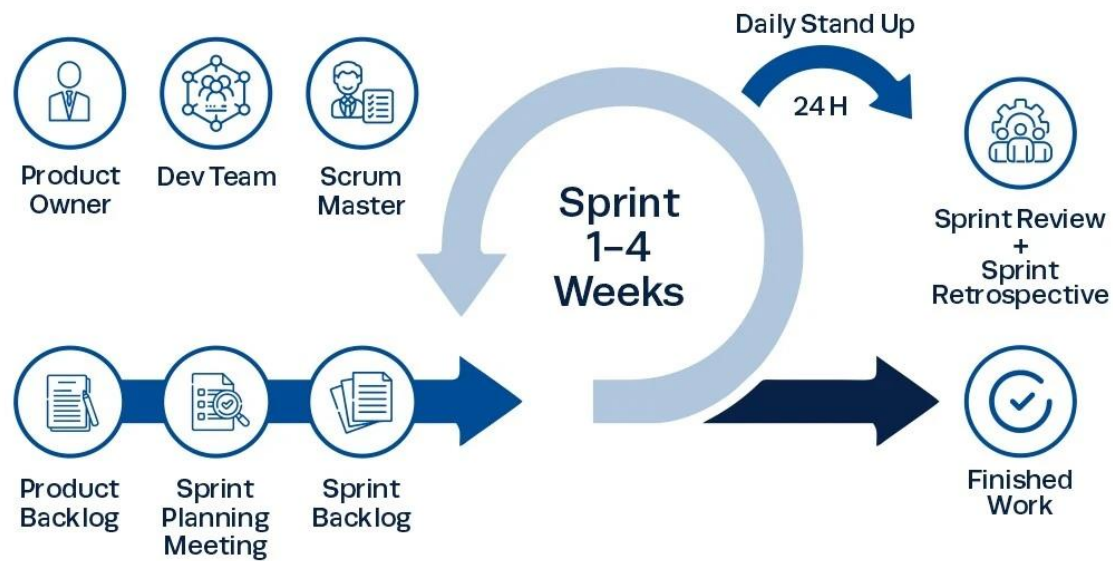 Daily Stand Up
24H
Product
Owner
Dev Team
Scrum
Master
Sprint
1–4
Weeks
Sprint Review
+
Sprint
Retrospective
Product
Backlog
Sprint
Planning
Meeting
Sprint
Backlog
Finished
Work